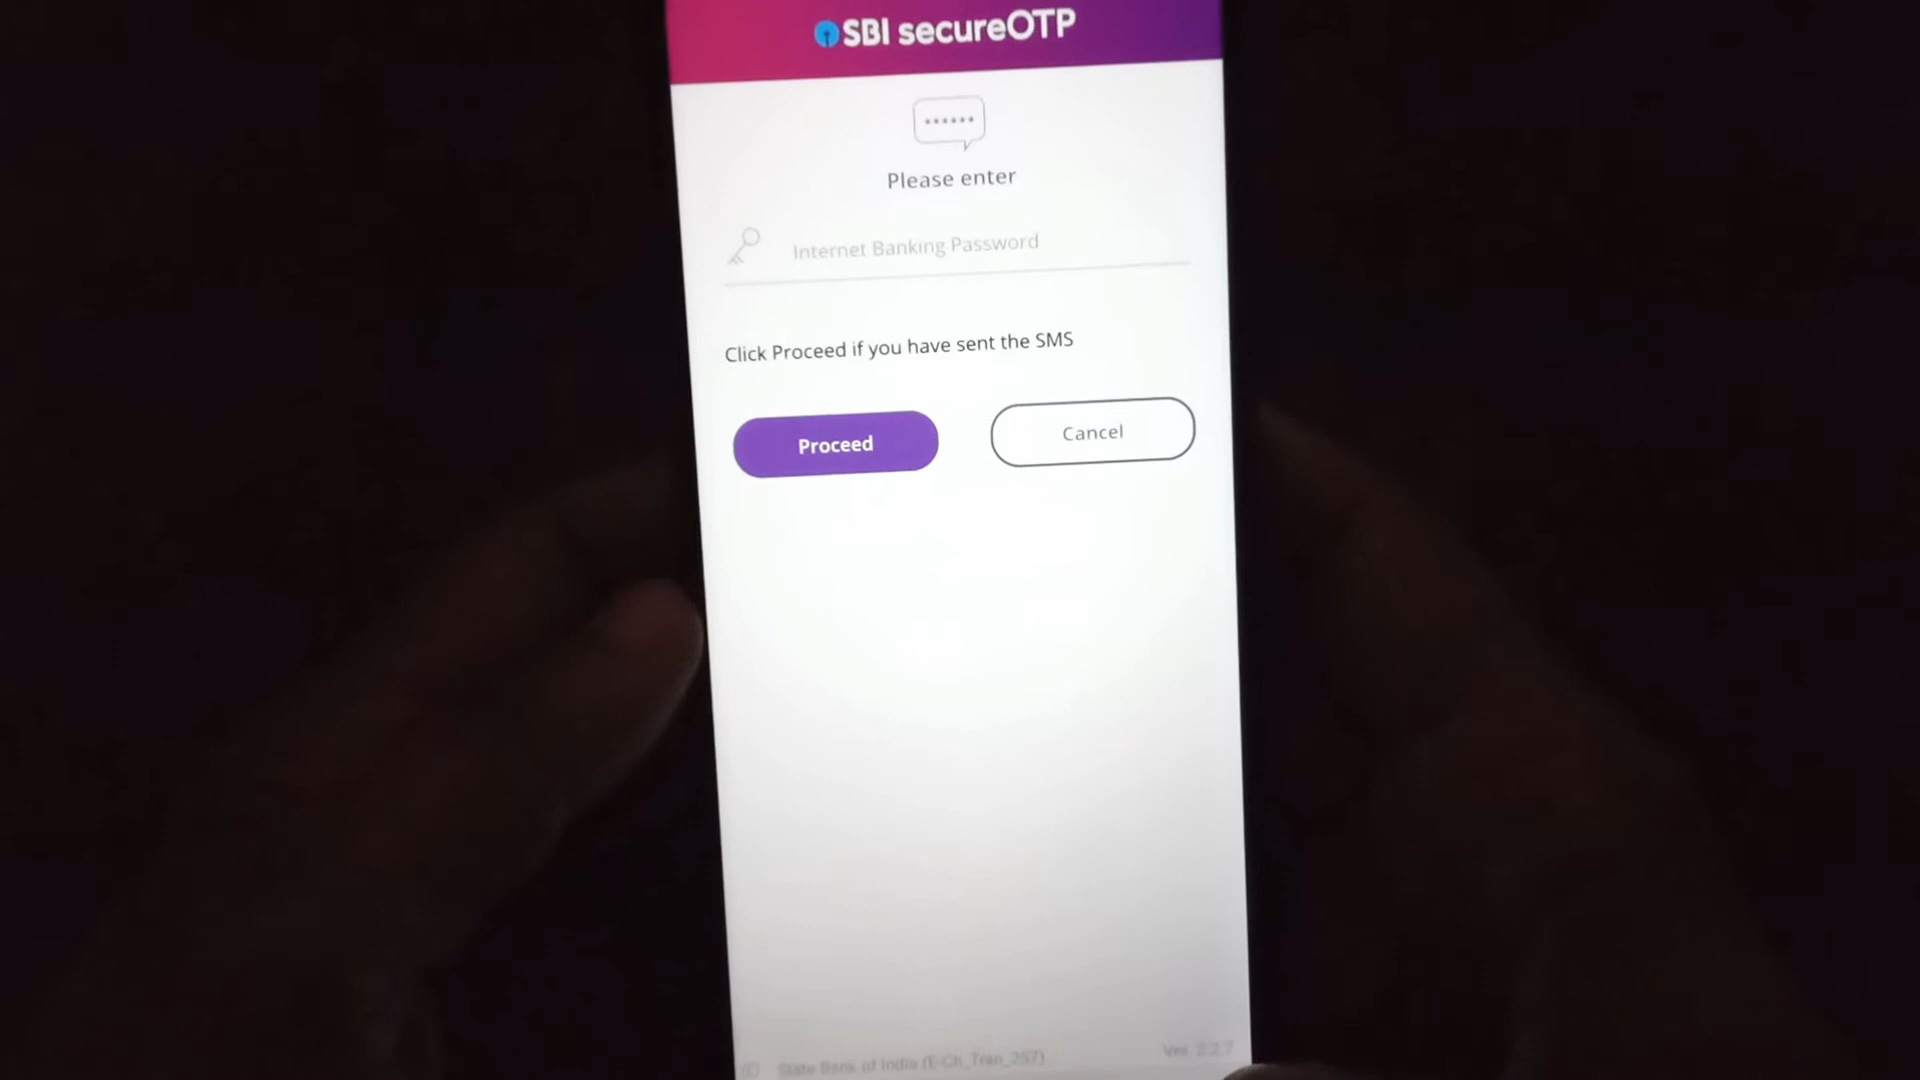 SBI secureOTP
******
Please enter
Internet Banking Password
Click Proceed if you have sent the SMS
Proceed
Cancel
State Bank of India (E-Ch_Tran_257)
Ver. 2.2.7